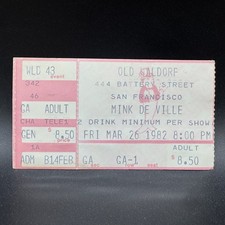 WLD 43
OLD WALDORF
342
444 BATTERY STREET
SAN FRANCISCO
GA ADULT
MINK DE VILLE
CHA TELE
2 DRINK MINIMUM PER SHOW
GEN 8.50
FRI MAR 26 1982 8:00 PM
ADULT
ADM B14FEB
GA GA-1 $8.50